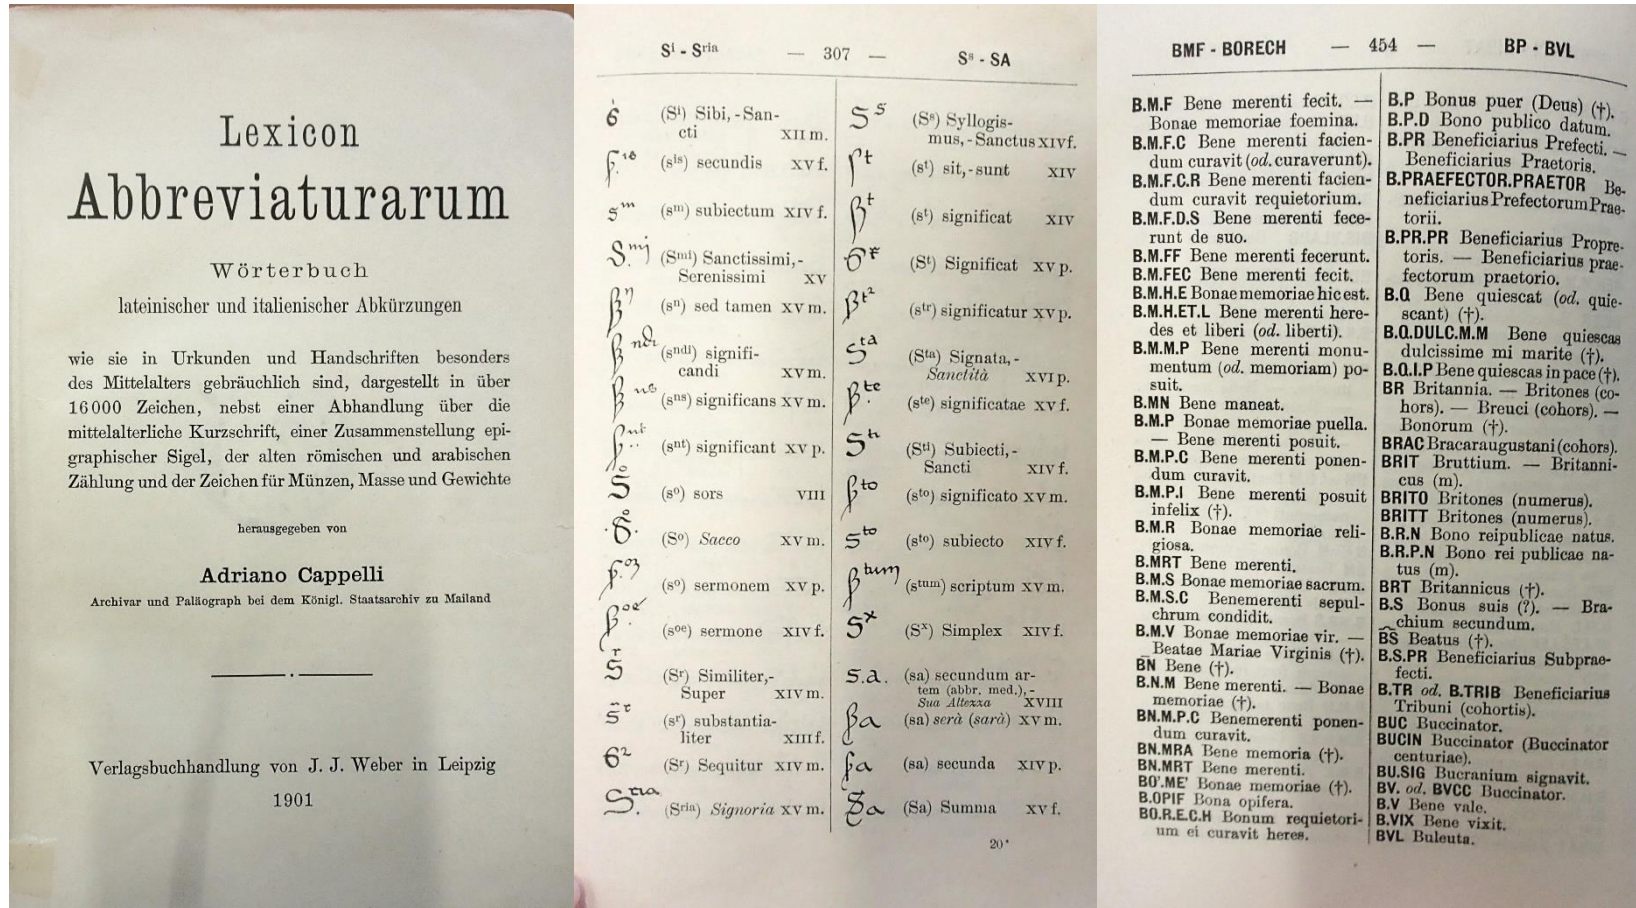 Lexicon
Abbreviaturarum
Wörterbuch
lateinischer und italienischer Abkürzungen
wie sie in Urkunden und Handschriften besonders
des Mittelalters gebräuchlich sind, dargestellt in über
16000 Zeichen, nebst einer Abhandlung über die
mittelalterliche Kurzschrift, einer Zusammenstellung epi-
graphischer Sigel, der alten römischen und arabischen
Zählung und der Zeichen für Münzen, Masse und Gewichte
herausgegeben von
Adriano Cappelli
Archivar und Paläograph bei dem Königl. Staatsarchiv zu Mailand
Verlagsbuchhandlung von J. J. Weber in Leipzig
1901
Sⁱ - Sʳⁱᵃ — 307 — Sˢ - SA
(Sⁱ) Sibi, - San-
cti XII m.
(sⁱˢ) secundis XV f.
(sᵐ) subiectum XIV f.
(Sᵐⁱ) Sanctissimi, -
Serenissimi XV
(sⁿ) sed tamen XV m.
(sⁿᵈⁱ) signifi-
candi XV m.
(sⁿˢ) significans XV m.
(sⁿᵗ) significant XV p.
(sᵒ) sors VIII
(Sᵒ) Sacco XV m.
(sᵒ) sermonem XV p.
(sᵒᵉ) sermone XIV f.
(Sʳ) Similiter, -
Super XIV m.
(sʳ) substantia-
liter XIII f.
(Sʳ) Sequitur XIV m.
(Sʳⁱᵃ) Signoria XV m.
(Sˢ) Syllogis-
mus, - Sanctus XIV f.
(sᵗ) sit, - sunt XIV
(sᵗ) significat XIV
(Sᵗ) Significat XV p.
(sᵗʳ) significatur XV p.
(Sᵗᵃ) Signata, -
Sanctità XVI p.
(sᵗᵉ) significatae XV f.
(Sᵗⁱ) Subiecti, -
Sancti XIV f.
(sᵗᵒ) significato XV m.
(sᵗᵒ) subiecto XIV f.
(sᵗᵘᵐ) scriptum XV m.
(Sˣ) Simplex XIV f.
s.a. (sa) secundum ar-
tem (abbr. med.), -
Sua Altezza XVIII
(sa) serà (sarà) XV m.
(sa) secunda XIV p.
(Sa) Summa XV f.
20*
BMF - BORECH — 454 — BP - BVL
B.M.F Bene merenti fecit. —
Bonae memoriae foemina.
B.M.F.C Bene merenti facien-
dum curavit (od. curaverunt).
B.M.F.C.R Bene merenti facien-
dum curavit requietorium.
B.M.F.D.S Bene merenti fece-
runt de suo.
B.M.FF Bene merenti fecerunt.
B.M.FEC Bene merenti fecit.
B.M.H.E Bonae memoriae hic est.
B.M.H.ET.L Bene merenti here-
des et liberi (od. liberti).
B.M.M.P Bene merenti monu-
mentum (od. memoriam) po-
suit.
B.MN Bene maneat.
B.M.P Bonae memoriae puella.
— Bene merenti posuit.
B.M.P.C Bene merenti ponen-
dum curavit.
B.M.P.I Bene merenti posuit
infelix (†).
B.M.R Bonae memoriae reli-
giosa.
B.MRT Bene merenti.
B.M.S Bonae memoriae sacrum.
B.M.S.C Benemerenti sepul-
chrum condidit.
B.M.V Bonae memoriae vir. —
Beatae Mariae Virginis (†).
B̅N Bene (†).
B.N.M Bene merenti. — Bonae
memoriae (†).
BN.M.P.C Benemerenti ponen-
dum curavit.
BN.MRA Bene memoria (†).
BN.MRT Bene merenti.
BO'.ME' Bonae memoriae (†).
B.OPIF Bona opifera.
BO.R.E.C.H Bonum requietori-
um ei curavit heres.
B.P Bonus puer (Deus) (†).
B.P.D Bono publico datum.
B.PR Beneficiarius Prefecti. —
Beneficiarius Praetoris.
B.PRAEFECTOR.PRAETOR Be-
neficiarius Prefectorum Prae-
torii.
B.PR.PR Beneficiarius Propre-
toris. — Beneficiarius prae-
fectorum praetorio.
B.Q Bene quiescat (od. quie-
scant) (†).
B.Q.DULC.M.M Bene quiescas
dulcissime mi marite (†).
B.Q.I.P Bene quiescas in pace (†).
BR Britannia. — Britones (co-
hors). — Breuci (cohors). —
Bonorum (†).
BRAC Bracaraugustani (cohors).
BRIT Bruttium. — Britanni-
cus (m).
BRITO Britones (numerus).
BRITT Britones (numerus).
B.R.N Bono reipublicae natus.
B.R.P.N Bono rei publicae na-
tus (m).
BRT Britannicus (†).
B.S Bonus suis (?). — Bra-
chium secundum.
B͡S Beatus (†).
B.S.PR Beneficiarius Subprae-
fecti.
B.TR od. B.TRIB Beneficiarius
Tribuni (cohortis).
BUC Buccinator.
BUCIN Buccinator (Buccinator
centuriae).
BU.SIG Bucranium signavit.
BV. od. BVCC Buccinator.
B.V Bene vale.
B.VIX Bene vixit.
BVL Buleuta.